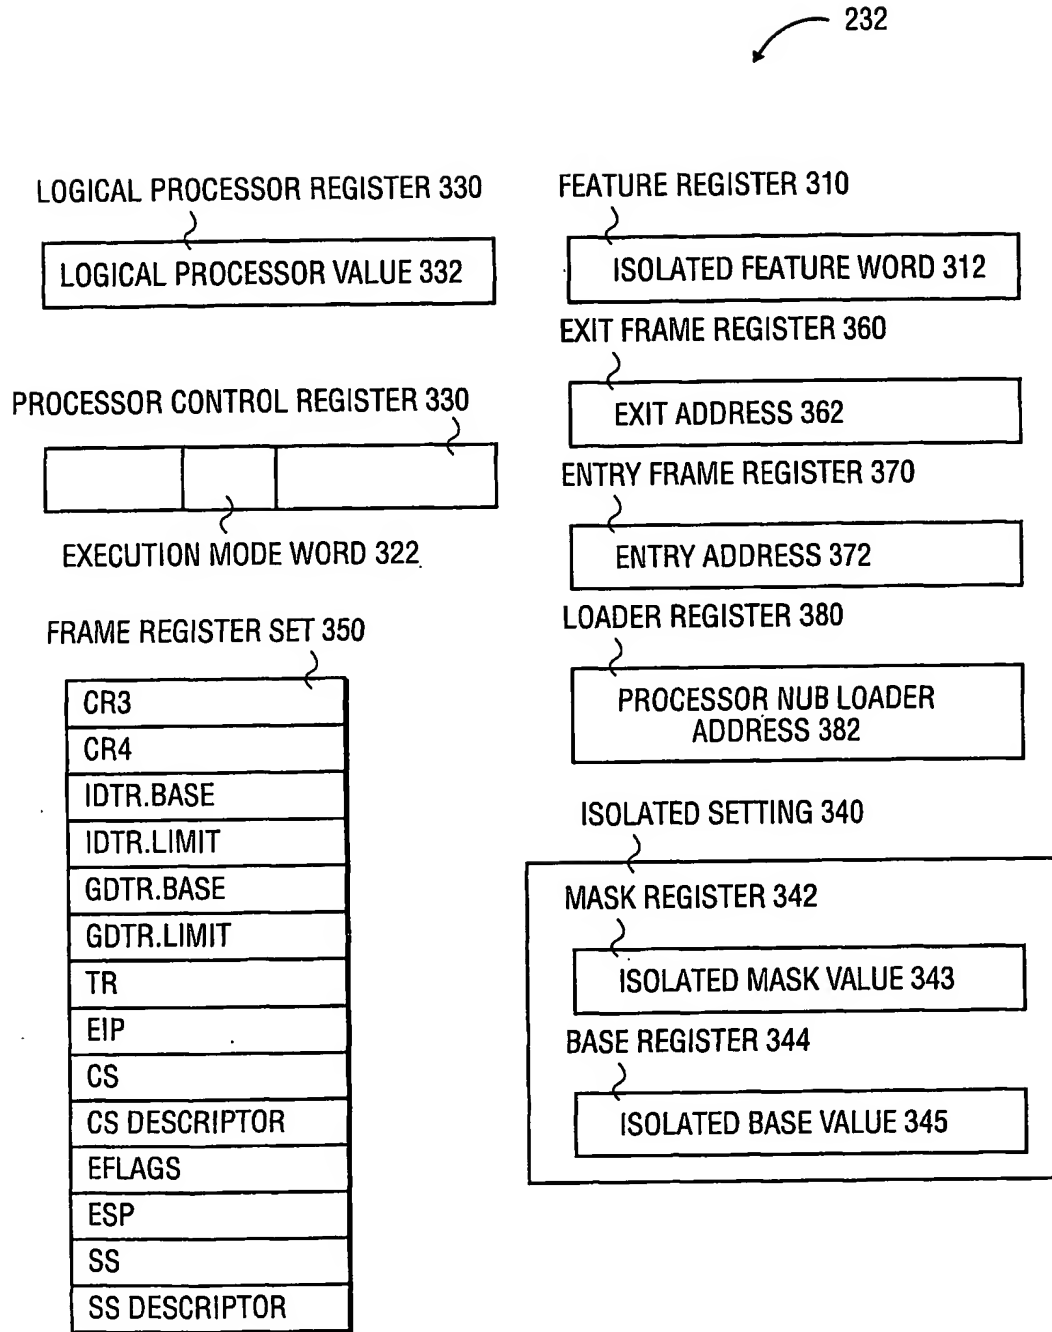 232
LOGICAL PROCESSOR REGISTER 330
LOGICAL PROCESSOR VALUE 332
PROCESSOR CONTROL REGISTER 330
EXECUTION MODE WORD 322
FRAME REGISTER SET 350
CR3
CR4
IDTR.BASE
IDTR.LIMIT
GDTR.BASE
GDTR.LIMIT
TR
EIP
CS
CS DESCRIPTOR
EFLAGS
ESP
SS
SS DESCRIPTOR
FEATURE REGISTER 310
ISOLATED FEATURE WORD 312
EXIT FRAME REGISTER 360
EXIT ADDRESS 362
ENTRY FRAME REGISTER 370
ENTRY ADDRESS 372
LOADER REGISTER 380
PROCESSOR NUB LOADER
ADDRESS 382
ISOLATED SETTING 340
MASK REGISTER 342
ISOLATED MASK VALUE 343
BASE REGISTER 344
ISOLATED BASE VALUE 345